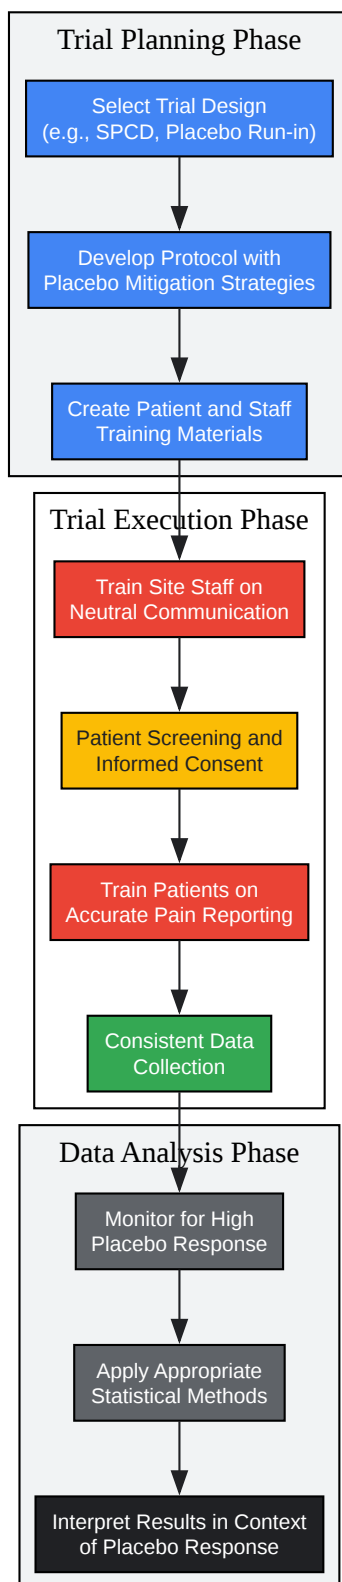 Trial Planning Phase
Select Trial Design
(e.g., SPCD, Placebo Run-in)
Develop Protocol with
Placebo Mitigation Strategies
Create Patient and Staff
Training Materials
Trial Execution Phase
Train Site Staff on
Neutral Communication
Patient Screening and
Informed Consent
Train Patients on
Accurate Pain Reporting
Consistent Data
Collection
Data Analysis Phase
Monitor for High
Placebo Response
Apply Appropriate
Statistical Methods
Interpret Results in Context
of Placebo Response